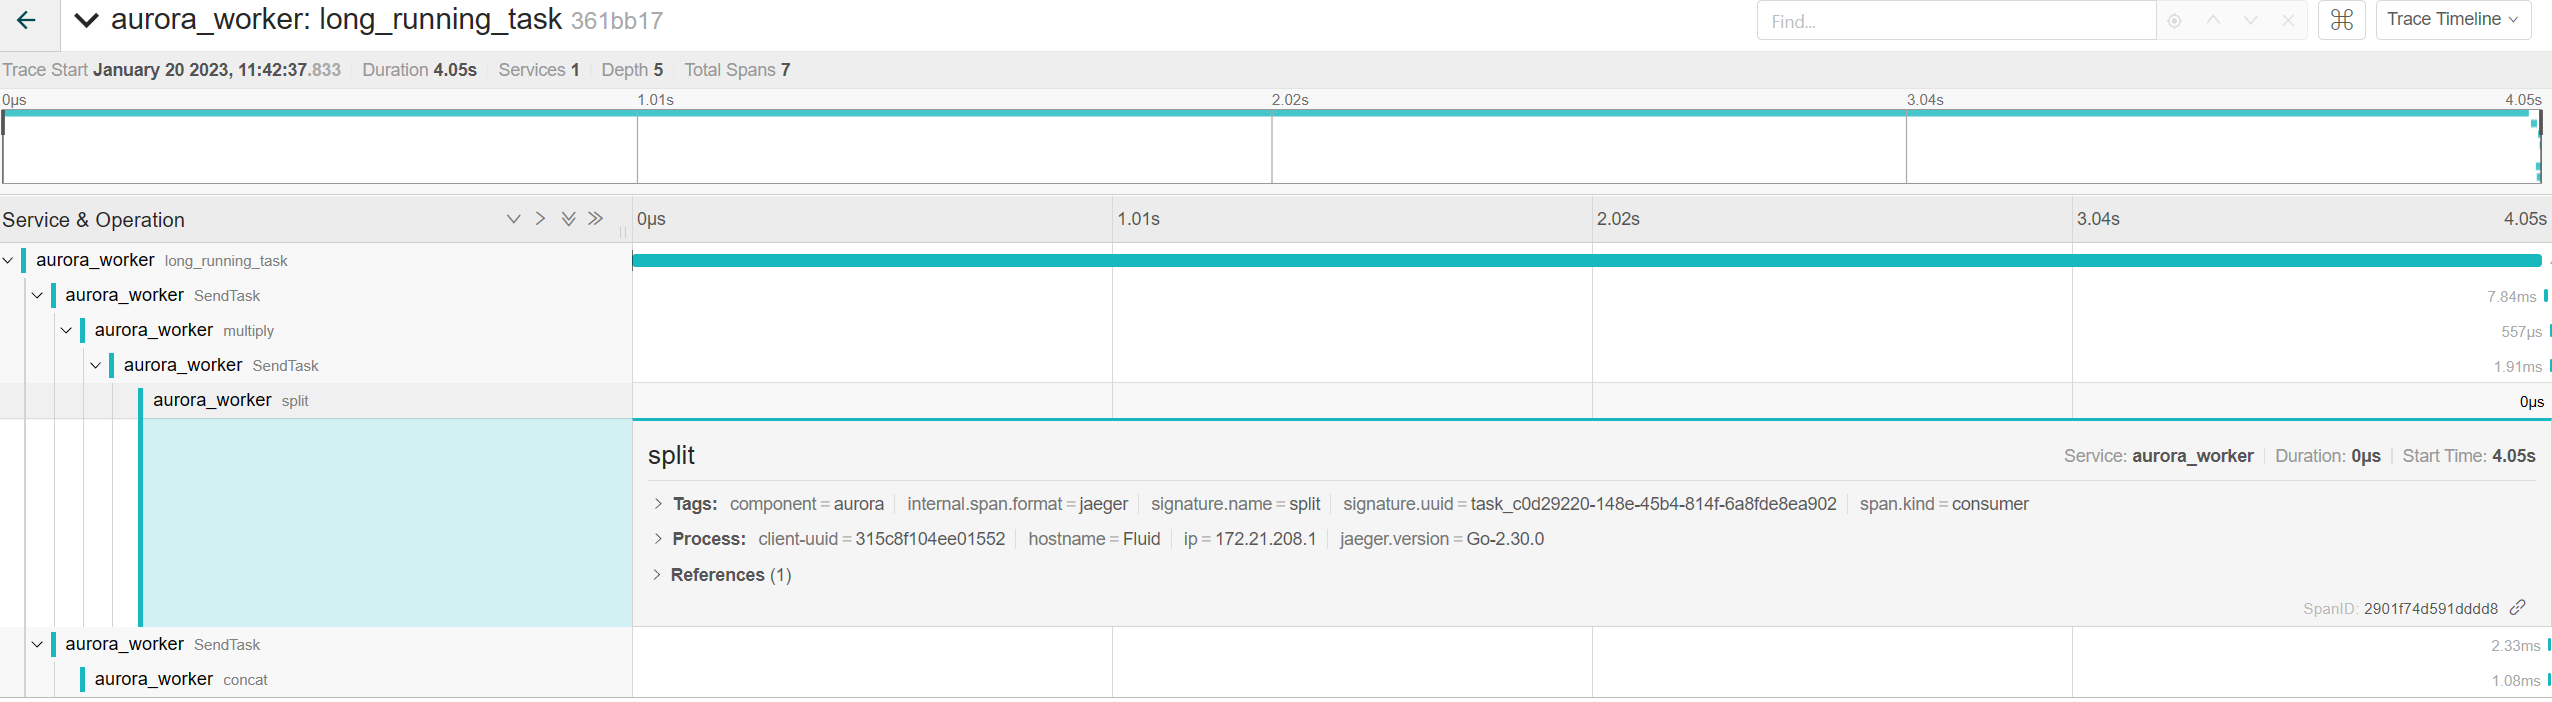 aurora_worker: long_running_task 361bb17
Find...
Trace Timeline
Trace Start January 20 2023, 11:42:37.833 Duration 4.05s Services 1 Depth 5 Total Spans 7
0μs 1.01s 2.02s 3.04s 4.05s
Service & Operation 0μs 1.01s 2.02s 3.04s 4.05s
aurora_worker long_running_task
aurora_worker SendTask 7.84ms
aurora_worker multiply 557μs
aurora_worker SendTask 1.91ms
aurora_worker split 0μs
split Service: aurora_worker Duration: 0μs Start Time: 4.05s
Tags: component = aurora internal.span.format = jaeger signature.name = split signature.uuid = task_c0d29220-148e-45b4-814f-6a8fde8ea902 span.kind = consumer
Process: client-uuid = 315c8f104ee01552 hostname = Fluid ip = 172.21.208.1 jaeger.version = Go-2.30.0
References (1)
SpanID: 2901f74d591dddd8
aurora_worker SendTask 2.33ms
aurora_worker concat 1.08ms